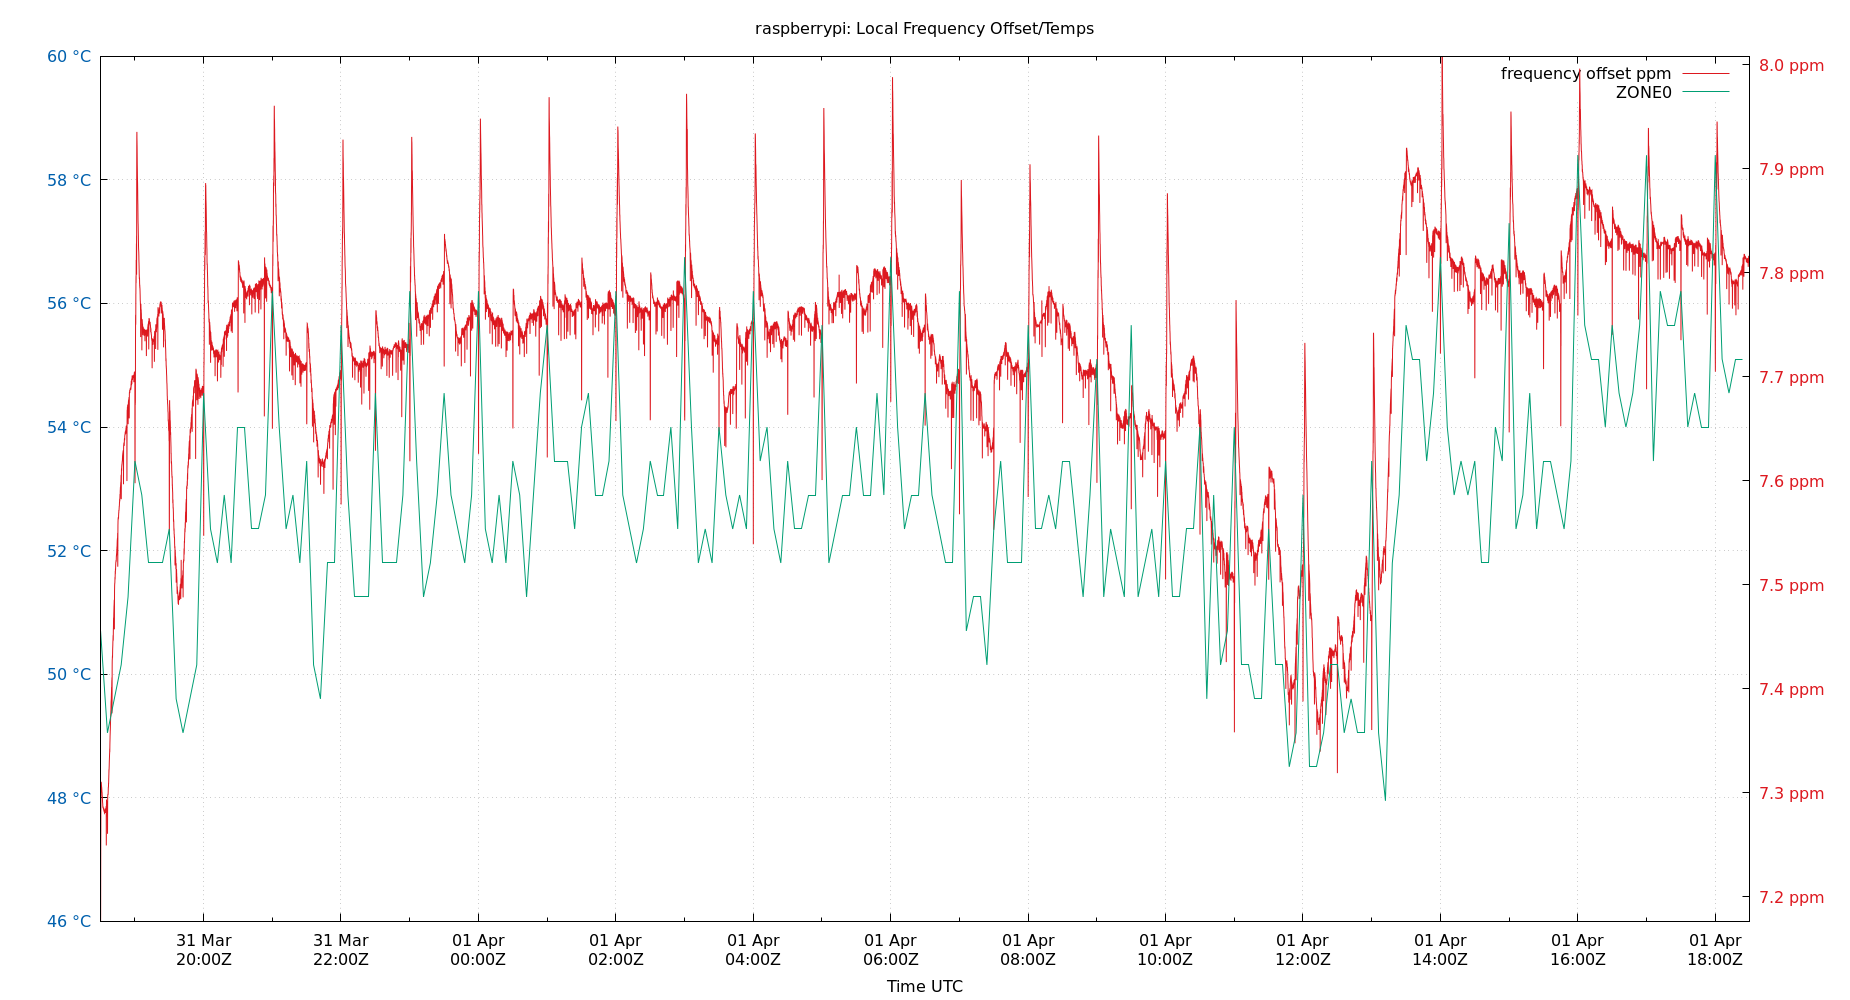 raspberrypi: Local Frequency Offset/Temps
frequency offset ppm
ZONE0
60 °C
58 °C
56 °C
54 °C
52 °C
50 °C
48 °C
46 °C
8.0 ppm
7.9 ppm
7.8 ppm
7.7 ppm
7.6 ppm
7.5 ppm
7.4 ppm
7.3 ppm
7.2 ppm
31 Mar
20:00Z
31 Mar
22:00Z
01 Apr
00:00Z
01 Apr
02:00Z
01 Apr
04:00Z
01 Apr
06:00Z
01 Apr
08:00Z
01 Apr
10:00Z
01 Apr
12:00Z
01 Apr
14:00Z
01 Apr
16:00Z
01 Apr
18:00Z
Time UTC